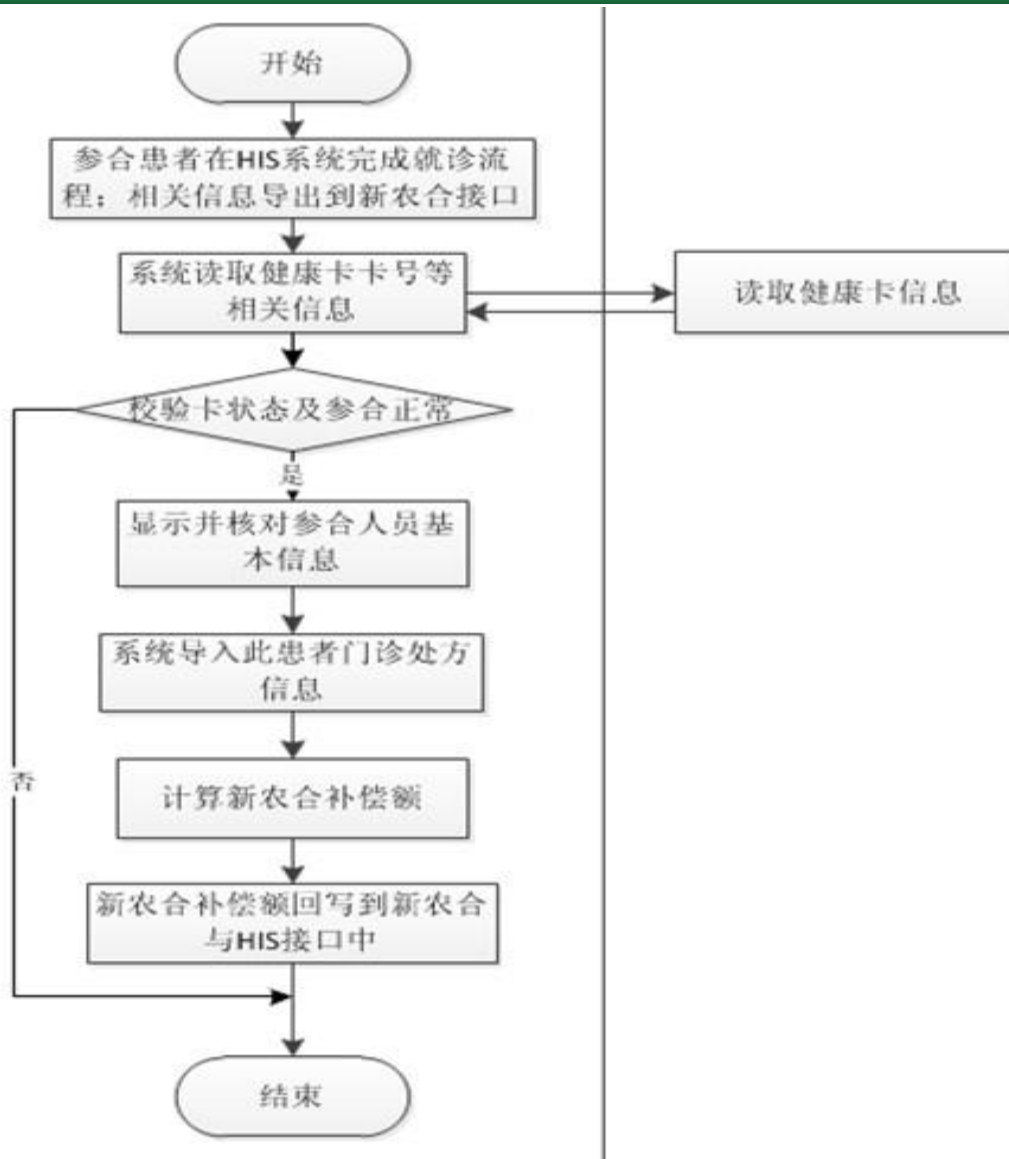 开始
参合患者在HIS系统完成就诊流
程；相关信息导出到新农合接口
系统读取健康卡卡号等
相关信息
读取健康卡信息
校验卡状态及参合正常
是
显示并核对参合人员基
本信息
系统导入此患者门诊处方
信息
否
计算新农合补偿额
新农合补偿额回写到新农合
与HIS接口中
结束